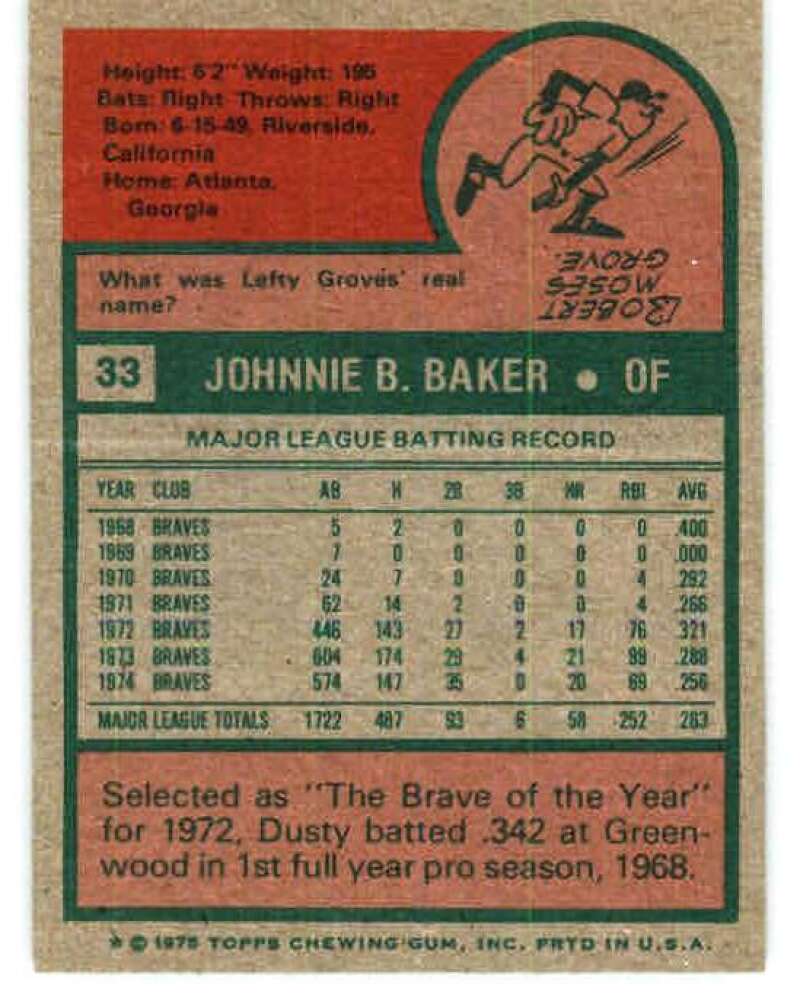 Height: 6'2" Weight: 195
Bats: Right Throws: Right
Born: 6-15-49, Riverside,
California
Home: Atlanta,
Georgia
What was Lefty Groves' real
name?
ROBERT
MOSES
GROVE.
33 JOHNNIE B. BAKER • OF
MAJOR LEAGUE BATTING RECORD
YEAR CLUB AB H 2B 3B HR RBI AVG
1968 BRAVES 5 2 0 0 0 0 .400
1969 BRAVES 7 0 0 0 0 0 .000
1970 BRAVES 24 7 0 0 0 4 .292
1971 BRAVES 62 14 2 0 0 4 .226
1972 BRAVES 446 143 27 2 17 76 .321
1973 BRAVES 604 174 29 4 21 99 .288
1974 BRAVES 574 147 35 0 20 69 .256
MAJOR LEAGUE TOTALS 1722 487 93 6 58 252 .283
Selected as "The Brave of the Year"
for 1972, Dusty batted .342 at Green-
wood in 1st full year pro season, 1968.
* © 1975 TOPPS CHEWING GUM, INC. PRTD IN U.S.A.